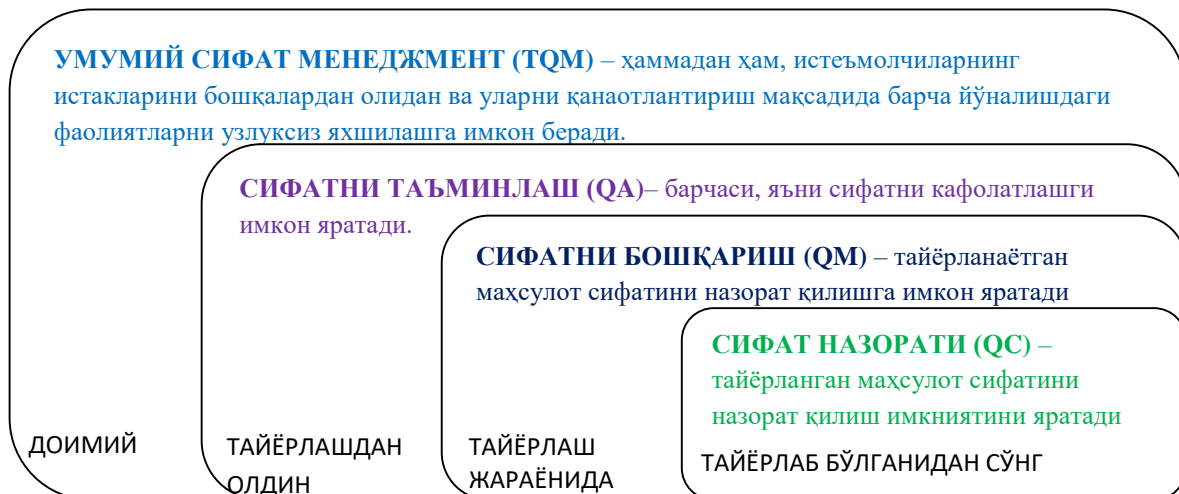 УМУМИЙ СИФАТ МЕНЕДЖМЕНТ (TQM) – ҳаммадан ҳам, истеъмолчиларнинг
истакларини бошқалардан олидан ва уларни қанаотлантириш мақсадида барча йўналишдаги
фаолиятларни узлуксиз яхшилашга имкон беради.
СИФАТНИ ТАЪМИНЛАШ (QA)– барчаси, яъни сифатни кафолатлашги
имкон яратади.
СИФАТНИ БОШҚАРИШ (QM) – тайёрланаётган
маҳсулот сифатини назорат қилишга имкон яратади
СИФАТ НАЗОРАТИ (QC) –
тайёрланган маҳсулот сифатини
назорат қилиш имкниятини яратади
ДОИМИЙ
ТАЙЁРЛАШДАН
ОЛДИН
ТАЙЁРЛАШ
ЖАРАЁНИДА
ТАЙЁРЛАБ БЎЛГАНИДАН СЎНГ